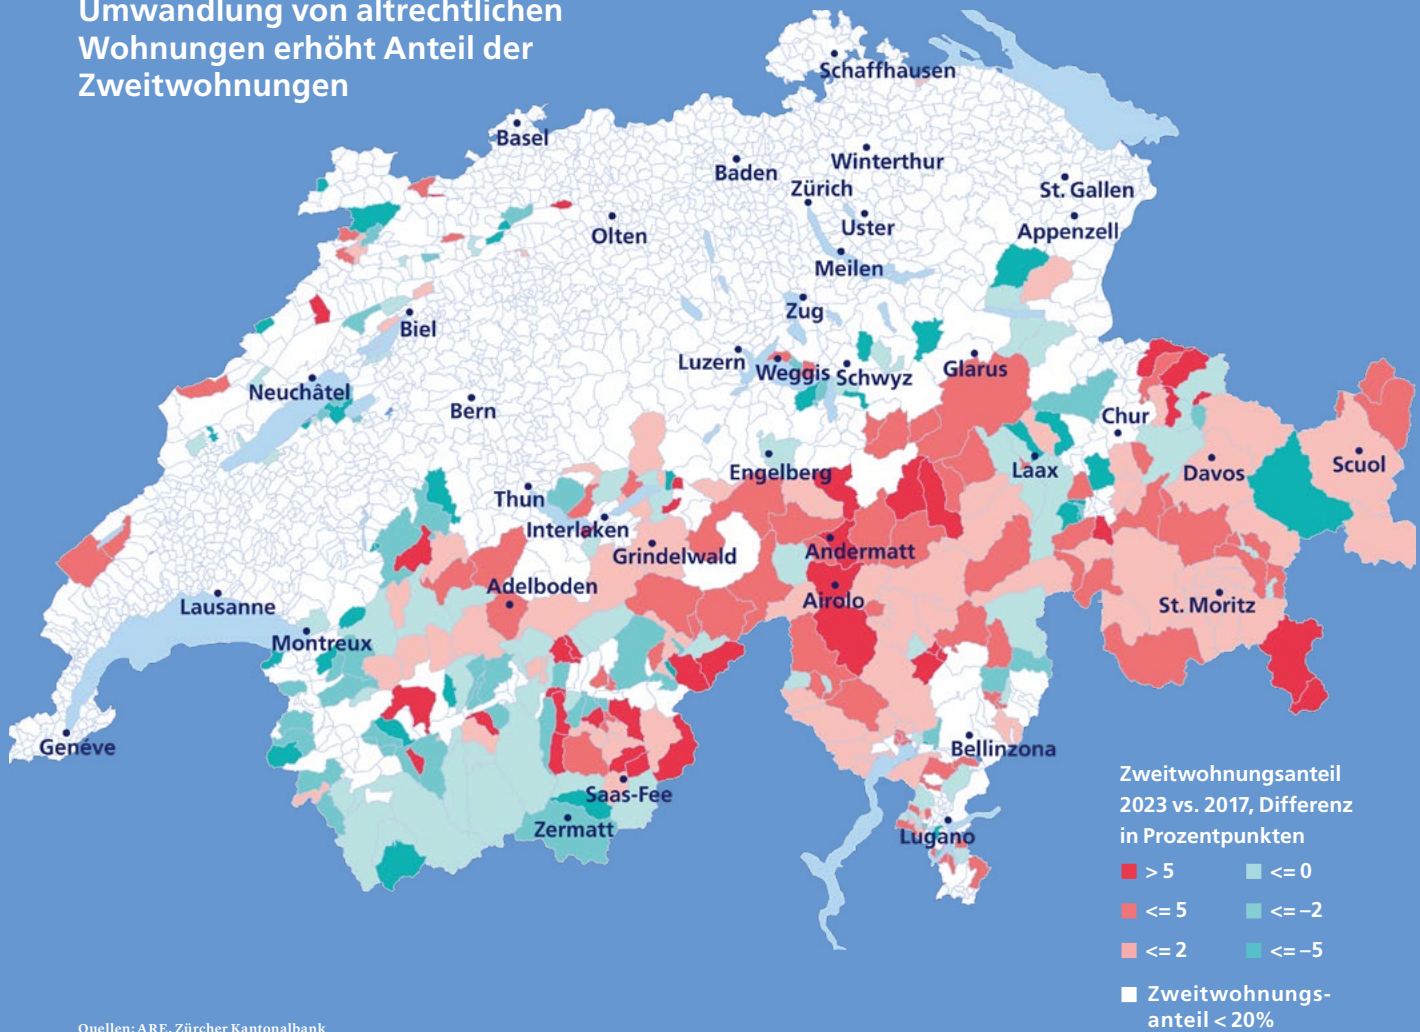 Umwandlung von altrechtlichen
Wohnungen erhöht Anteil der
Zweitwohnungen
Schaffhausen
Basel
Baden
Winterthur
Zürich
St. Gallen
Olten
Uster
Appenzell
Meilen
Zug
Biel
Luzern
Weggis
Schwyz
Glarus
Neuchâtel
Bern
Chur
Engelberg
Laax
Davos
Scuol
Thun
Interlaken
Grindelwald
Andermatt
Adelboden
Airolo
St. Moritz
Lausanne
Montreux
Genéve
Bellinzona
Saas-Fee
Zermatt
Lugano
Zweitwohnungsanteil
2023 vs. 2017, Differenz
in Prozentpunkten
> 5
<= 0
<= 5
<= –2
<= 2
<= –5
Zweitwohnungs-
anteil < 20%
Quellen: ARE, Zürcher Kantonalbank